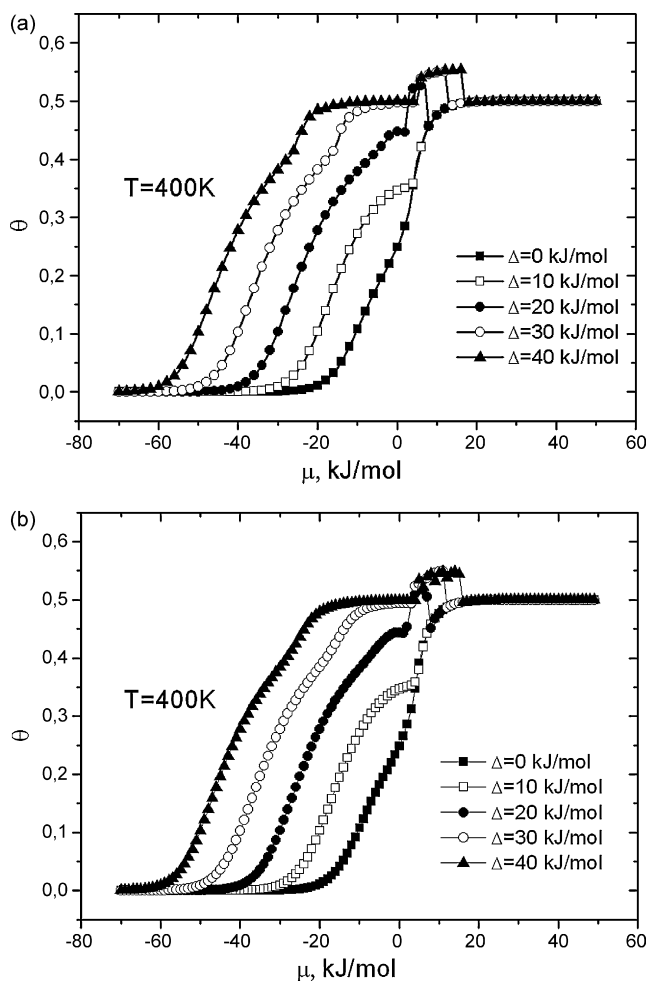 (a)
0,6
0,5
0,4
0,3
0,2
0,1
0,0
θ
T=400K
Δ=0 kJ/mol
Δ=10 kJ/mol
Δ=20 kJ/mol
Δ=30 kJ/mol
Δ=40 kJ/mol
-80 -60 -40 -20 0 20 40 60
μ, kJ/mol
(b)
0,6
0,5
0,4
0,3
0,2
0,1
0,0
θ
T=400K
Δ=0 kJ/mol
Δ=10 kJ/mol
Δ=20 kJ/mol
Δ=30 kJ/mol
Δ=40 kJ/mol
-80 -60 -40 -20 0 20 40 60
μ, kJ/mol